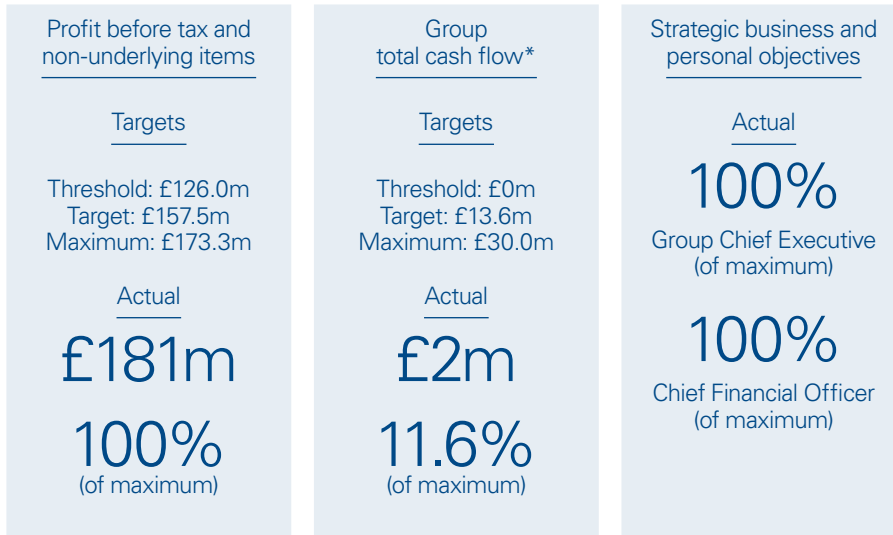 Profit before tax and
non-underlying items
Targets
Threshold: £126.0m
Target: £157.5m
Maximum: £173.3m
Actual
£181m
100%
(of maximum)
Group
total cash flow*
Targets
Threshold: £0m
Target: £13.6m
Maximum: £30.0m
Actual
£2m
11.6%
(of maximum)
Strategic business and
personal objectives
Actual
100%
Group Chief Executive
(of maximum)
100%
Chief Financial Officer
(of maximum)